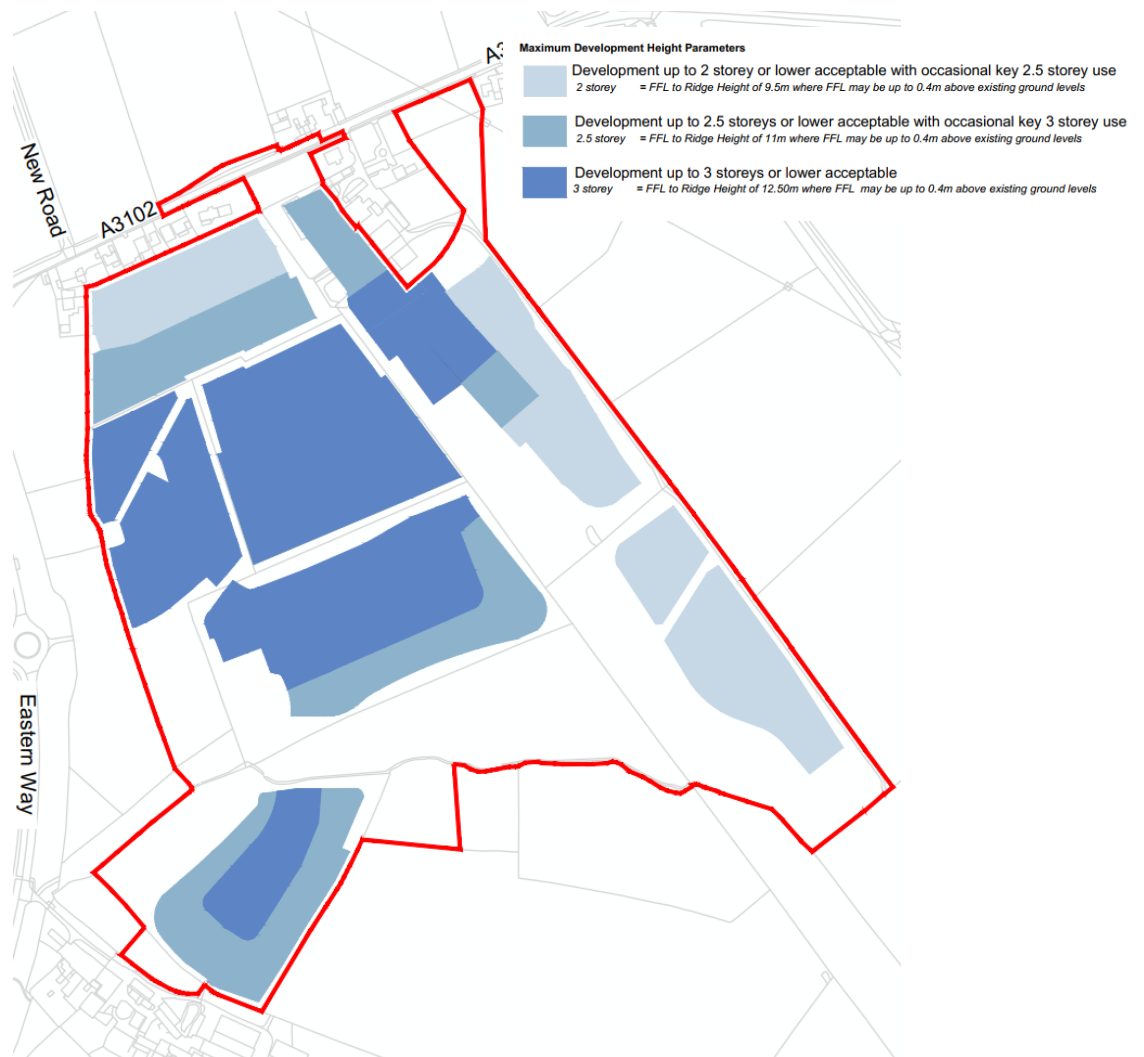 Maximum Development Height Parameters
Development up to 2 storey or lower acceptable with occasional key 2.5 storey use
2 storey = FFL to Ridge Height of 9.5m where FFL may be up to 0.4m above existing ground levels
Development up to 2.5 storeys or lower acceptable with occasional key 3 storey use
2.5 storey = FFL to Ridge Height of 11m where FFL may be up to 0.4m above existing ground levels
Development up to 3 storeys or lower acceptable
3 storey = FFL to Ridge Height of 12.50m where FFL may be up to 0.4m above existing ground levels
New Road
A3102
Eastern Way